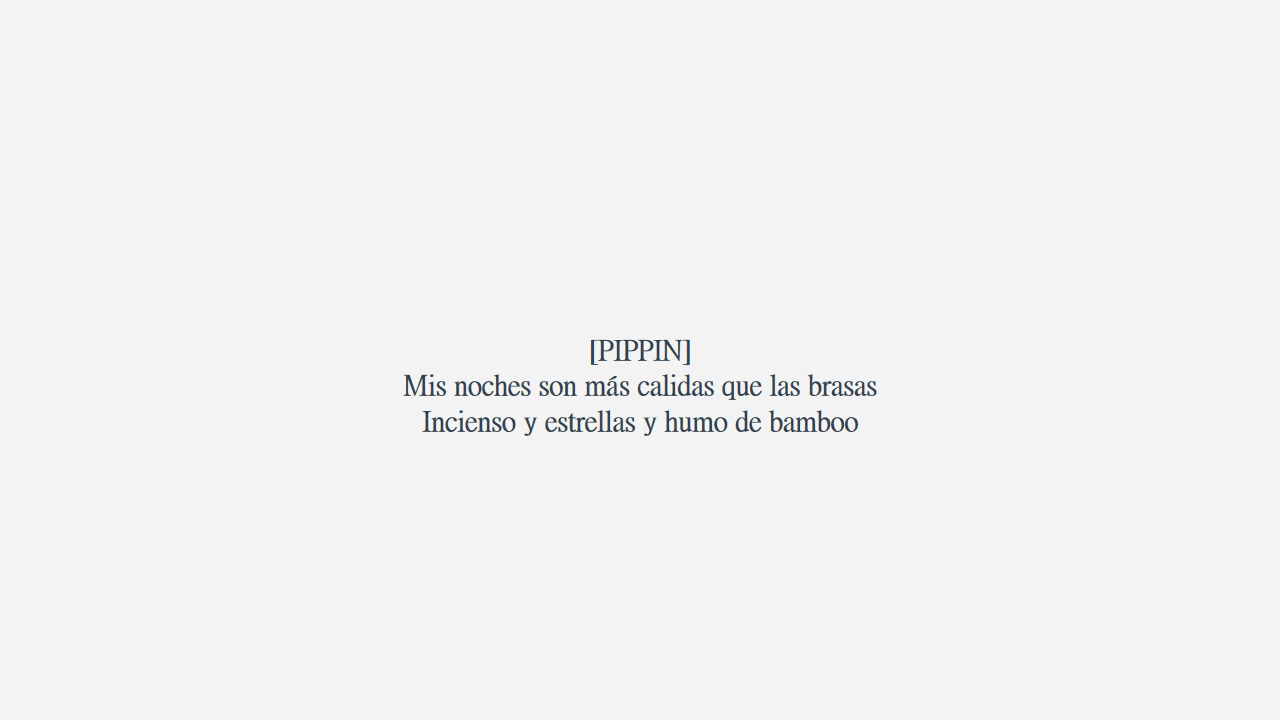 [PIPPIN]
Mis noches son más calidas que las brasas
Incienso y estrellas y humo de bamboo